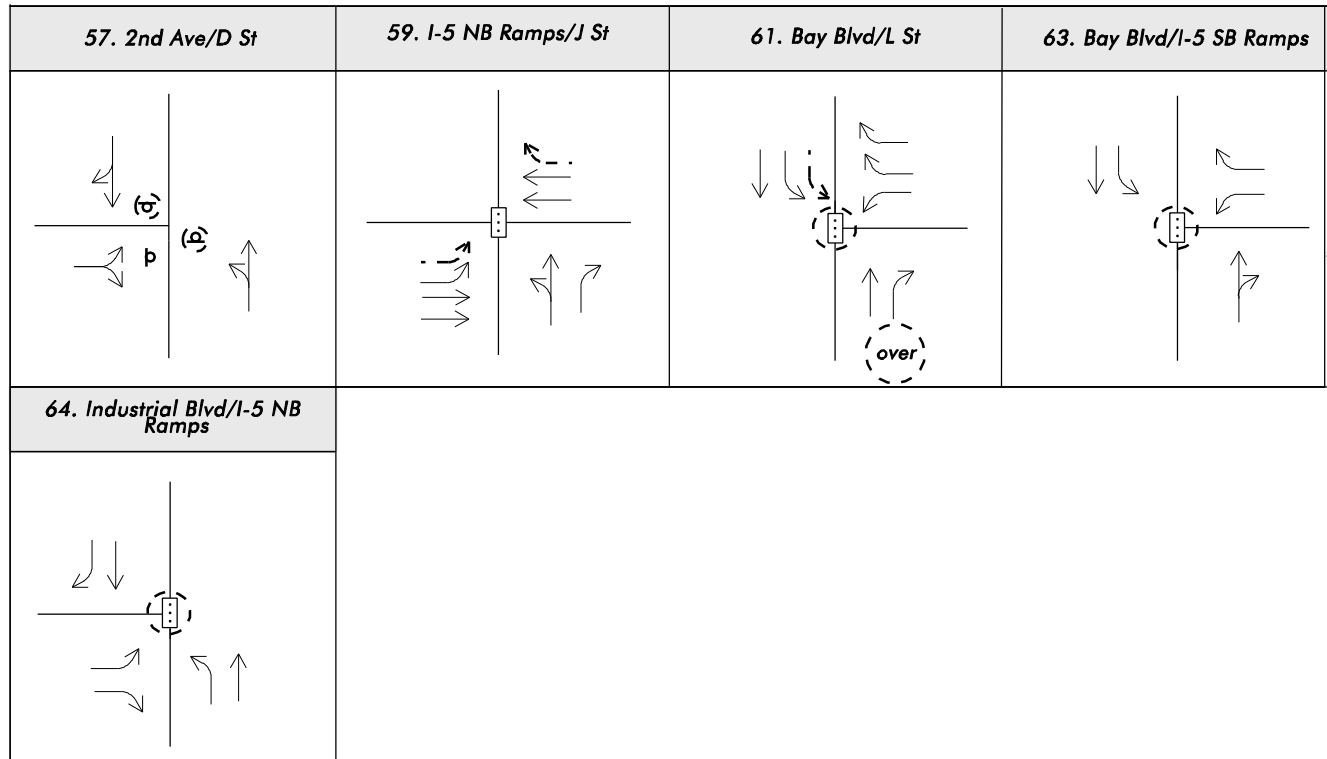 57. 2nd Ave/D St
59. I-5 NB Ramps/J St
61. Bay Blvd/L St
63. Bay Blvd/I-5 SB Ramps
over
64. Industrial Blvd/I-5 NB
Ramps